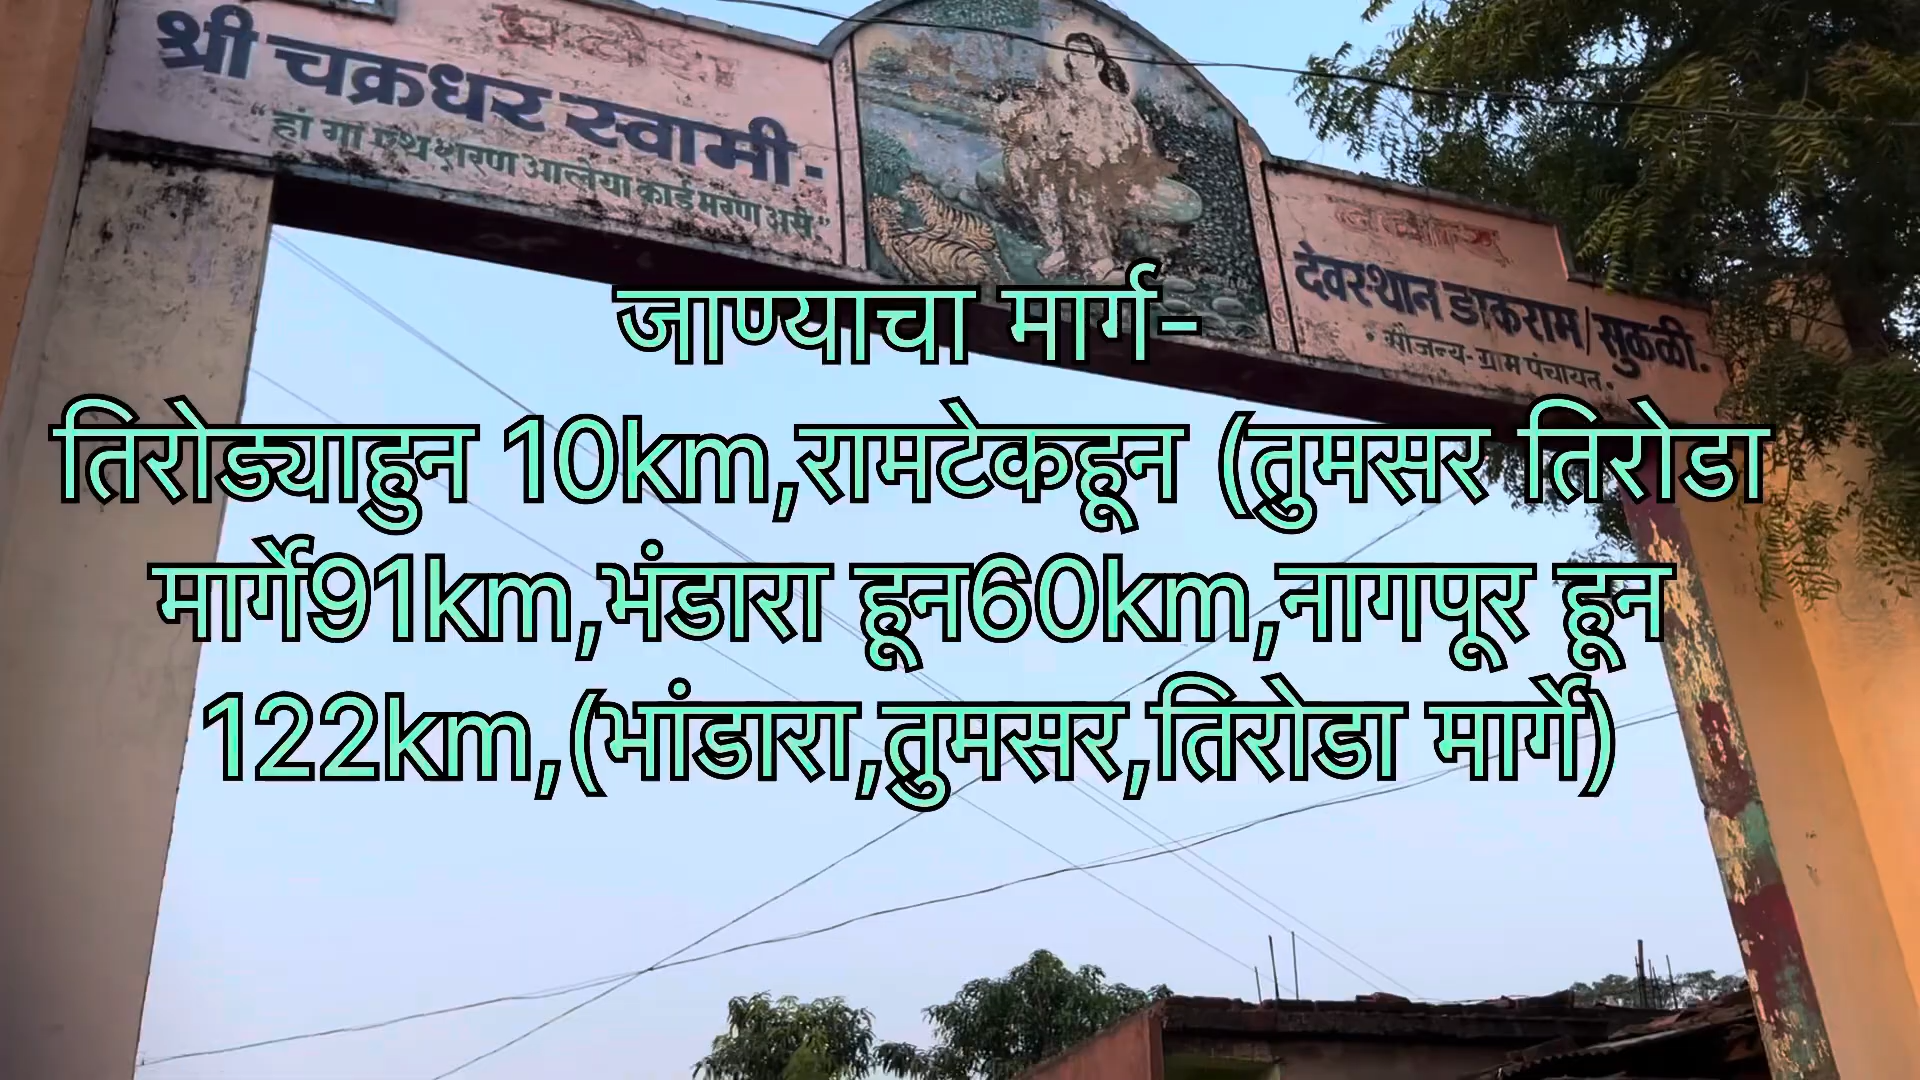 श्री चक्रधर स्वामी.
"हां गा एथ शरण आलेया काई मरण असे"
देवस्थान डाकराम/सुकळी.
• सौजन्य- ग्राम पंचायत •
जाण्याचा मार्ग-
तिरोड्याहुन 10km,रामटेकहून (तुमसर तिरोडा
मार्गे91km,भंडारा हून60km,नागपूर हून
122km,(भांडारा,तुमसर,तिरोडा मार्गे)